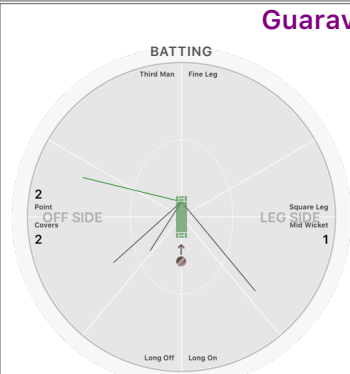 Guarav
BATTING
Third Man Fine Leg
2
Point
OFF SIDE
Covers
2
Square Leg
LEG SIDE
Mid Wicket
1
Long Off Long On